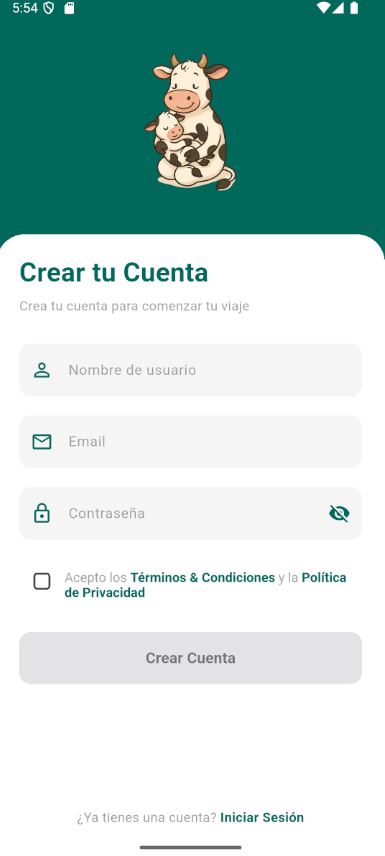 5:54
Crear tu Cuenta
Crea tu cuenta para comenzar tu viaje
Nombre de usuario
Email
Contraseña
Acepto los Términos & Condiciones y la Política
de Privacidad
Crear Cuenta
¿Ya tienes una cuenta? Iniciar Sesión